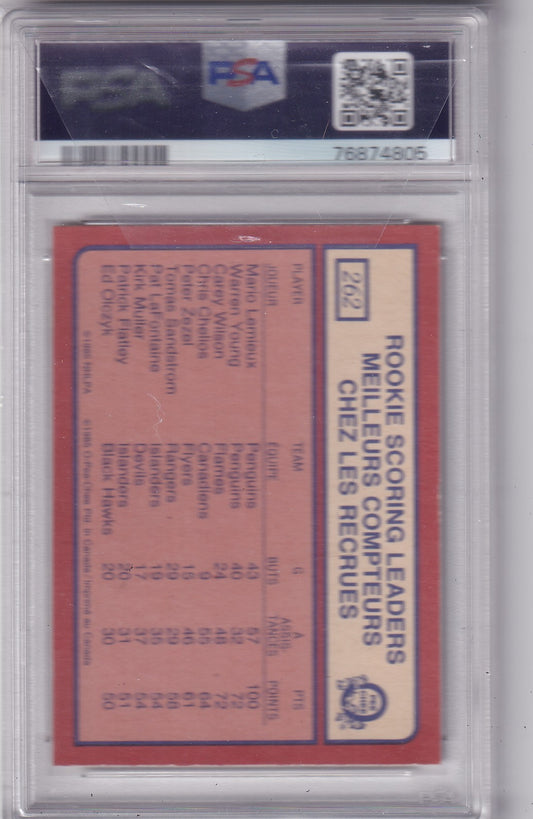 PSA
76874805
262
ROOKIE SCORING LEADERS
MEILLEURS COMPTEURS
CHEZ LES RECRUES
O-PEE-CHEE
PLAYER TEAM G A PTS
JOUEUR ÉQUIPE BUTS ASSIS-TANCES POINTS
Mario Lemieux Penguins 43 57 100
Warren Young Penguins 40 32 72
Carey Wilson Flames 24 48 72
Chris Chelios Canadiens 9 55 64
Peter Zezel Flyers 15 46 61
Tomas Sandstrom Rangers 29 29 58
Pat LaFontaine Islanders 19 35 54
Kirk Muller Devils 17 37 54
Patrick Flatley Islanders 20 31 51
Ed Olczyk Black Hawks 20 30 50
©1985 NHLPA ©1985 O-Pee-Chee Ptd. in Canada / Imprimé au Canada